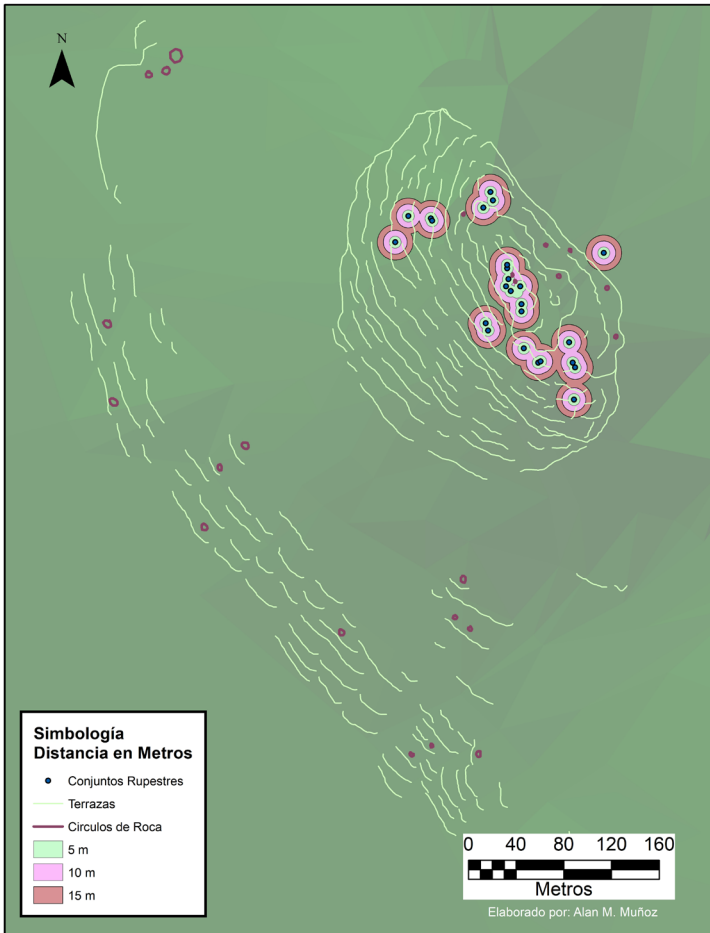 N
Simbología
Distancia en Metros
Conjuntos Rupestres
Terrazas
Circulos de Roca
5 m
10 m
15 m
0 40 80 120 160
Metros
Elaborado por: Alan M. Muñoz